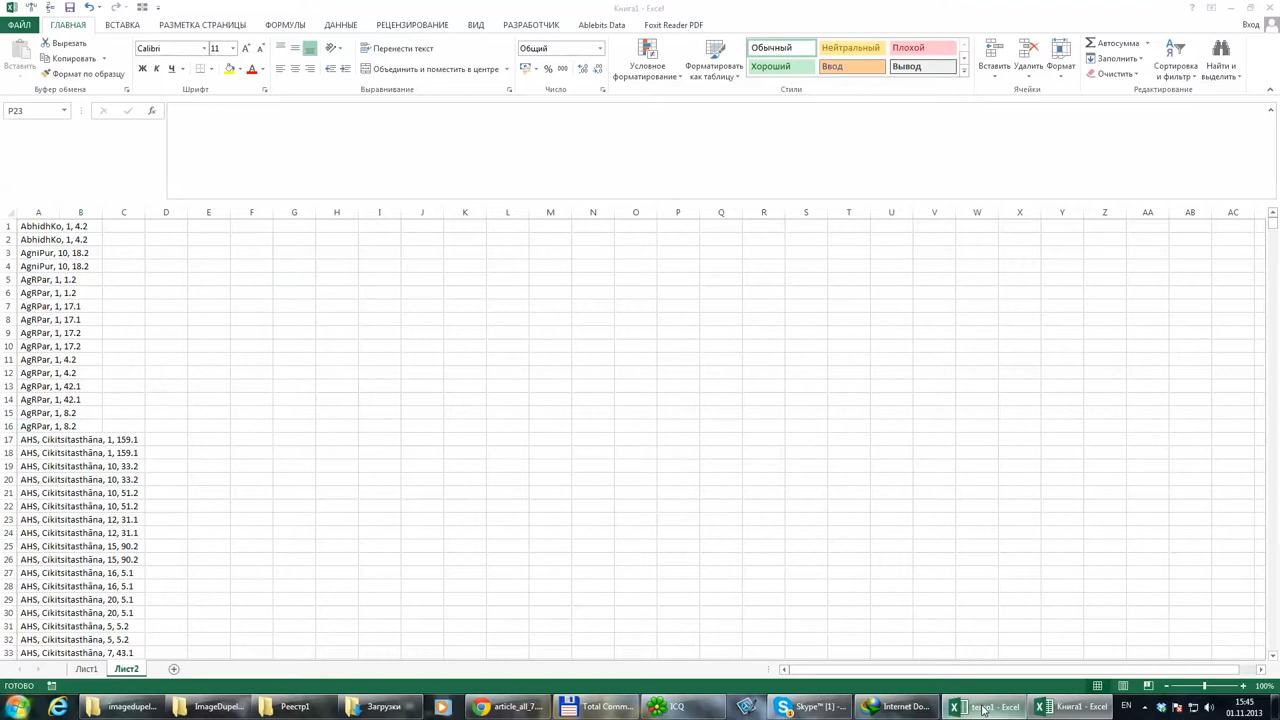 Книга1 - Excel
ФАЙЛ ГЛАВНАЯ ВСТАВКА РАЗМЕТКА СТРАНИЦЫ ФОРМУЛЫ ДАННЫЕ РЕЦЕНЗИРОВАНИЕ ВИД РАЗРАБОТЧИК Ablebits Foxit Reader PDF Вход
Вставить
Вырезать
Копировать
Формат по образцу
Буфер обмена
Calibri 11
Ж К Ч
Шрифт
Перенести текст
Объединить и поместить в центре
Выравнивание
Общий
% 000
Число
Условное форматирование
Форматировать как таблицу
Обычный Нейтральный Плохой
Хороший Ввод Вывод
Стили
Вставить Удалить Формат
Ячейки
Автосумма
Заполнить
Очистить
Сортировка и фильтр
Найти и выделить
Редактирование
P23
A B C D E F G H I J K L M N O P Q R S T U V W X Y Z AA AB AC
1 AbhidhKo, 1, 4.2
2 AbhidhKo, 1, 4.2
3 AgniPur, 10, 18.2
4 AgniPur, 10, 18.2
5 AgRPar, 1, 1.2
6 AgRPar, 1, 1.2
7 AgRPar, 1, 17.1
8 AgRPar, 1, 17.1
9 AgRPar, 1, 17.2
10 AgRPar, 1, 17.2
11 AgRPar, 1, 4.2
12 AgRPar, 1, 4.2
13 AgRPar, 1, 42.1
14 AgRPar, 1, 42.1
15 AgRPar, 1, 8.2
16 AgRPar, 1, 8.2
17 AHS, Cikitsitasthāna, 1, 159.1
18 AHS, Cikitsitasthāna, 1, 159.1
19 AHS, Cikitsitasthāna, 10, 33.2
20 AHS, Cikitsitasthāna, 10, 33.2
21 AHS, Cikitsitasthāna, 10, 51.2
22 AHS, Cikitsitasthāna, 10, 51.2
23 AHS, Cikitsitasthāna, 12, 31.1
24 AHS, Cikitsitasthāna, 12, 31.1
25 AHS, Cikitsitasthāna, 15, 90.2
26 AHS, Cikitsitasthāna, 15, 90.2
27 AHS, Cikitsitasthāna, 16, 5.1
28 AHS, Cikitsitasthāna, 16, 5.1
29 AHS, Cikitsitasthāna, 20, 5.1
30 AHS, Cikitsitasthāna, 20, 5.1
31 AHS, Cikitsitasthāna, 5, 5.2
32 AHS, Cikitsitasthāna, 5, 5.2
33 AHS, Cikitsitasthāna, 7, 43.1
Лист1 Лист2
ГОТОВО 100%
imagedupel... ImageDupel... Реестр1 Загрузки article_all_7.... Total Comm... ICQ Skype™ [1] -... Internet Do... - Excel Книга1 - Excel EN 15:45
01.11.2013